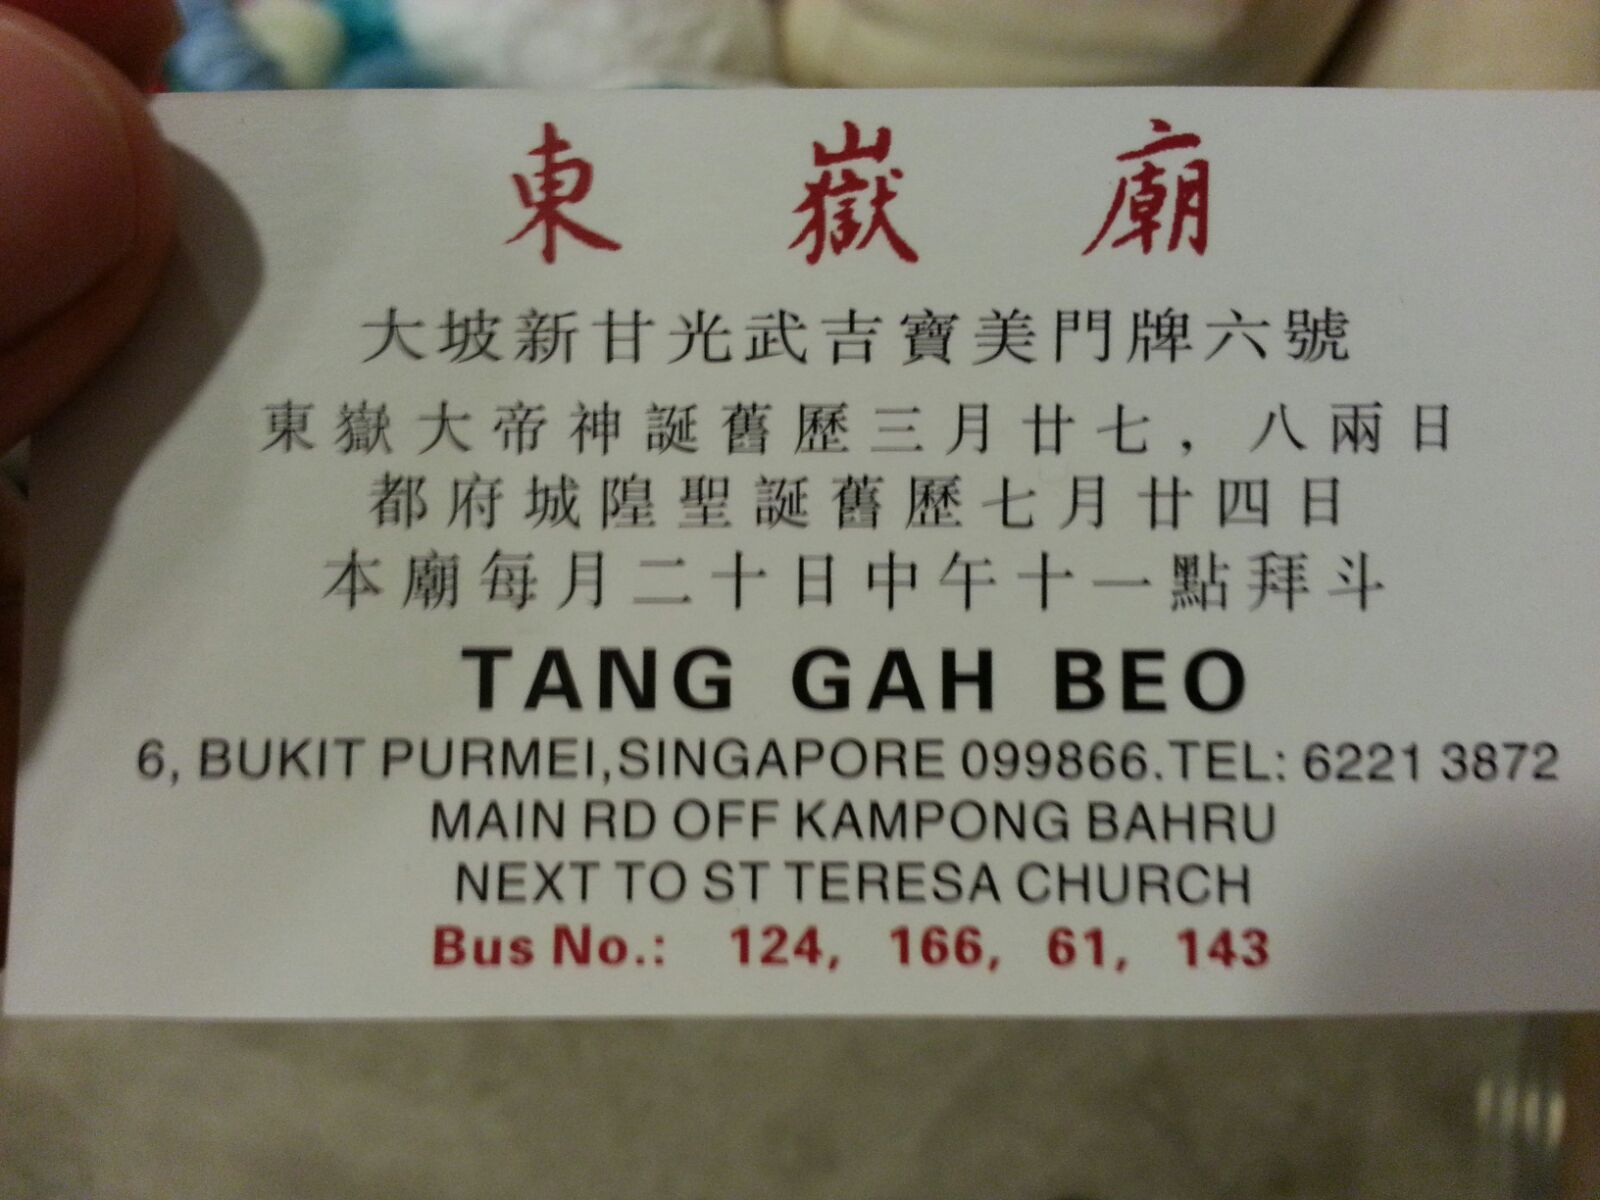 東嶽廟
大坡新甘光武吉寶美門牌六號
東嶽大帝神誕舊歷三月廿七，八兩日
都府城隍聖誕舊歷七月廿四日
本廟每月二十日中午十一點拜斗
TANG GAH BEO
6, BUKIT PURMEI,SINGAPORE 099866.TEL: 6221 3872
MAIN RD OFF KAMPONG BAHRU
NEXT TO ST TERESA CHURCH
Bus No.: 124, 166, 61, 143